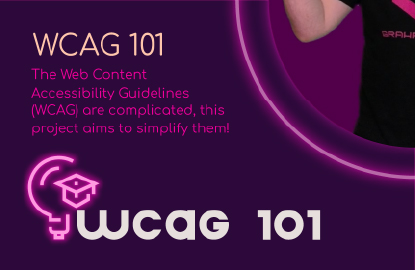 WCAG 101
The Web Content
Accessibility Guidelines
(WCAG) are complicated, this
project aims to simplify them!
WCAG 101